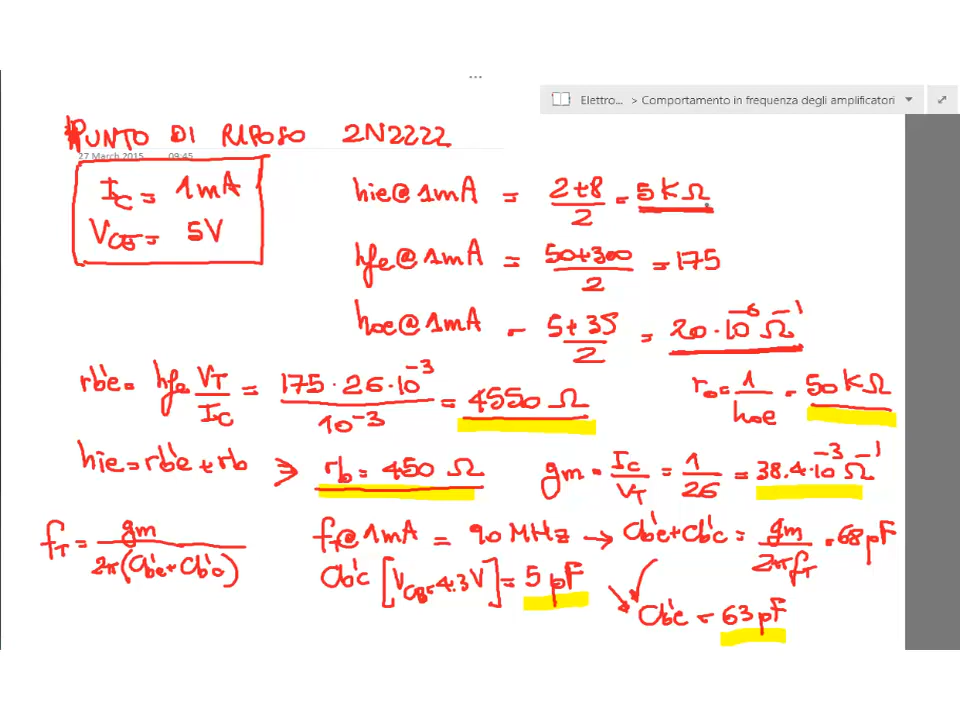 ...
Elettro... > Comportamento in frequenza degli amplificatori
PUNTO DI RIPOSO 2N2222
27 March 2015 09:45
IC = 1mA
VCE = 5V
hie@1mA = (2+8)/2 = 5 KΩ
hfe@1mA = (50+300)/2 = 175
hoe@1mA = (5+35)/2 = 20·10⁻⁶ Ω⁻¹
rb'e = hfe VT/IC = (175·26·10⁻³)/10⁻³ = 4550 Ω
ro = 1/hoe = 50 KΩ
hie = rb'e + rb ⇒ rb = 450 Ω
gm = IC/VT = 1/26 = 38.4·10⁻³ Ω⁻¹
fT = gm/(2π(Cb'e+Cb'c))
fT@1mA = 90 MHz → Cb'e+Cb'c = gm/(2πfT) = 68 pF
Cb'c [VCB=4.3V] = 5 pF
Cb'e = 63 pF